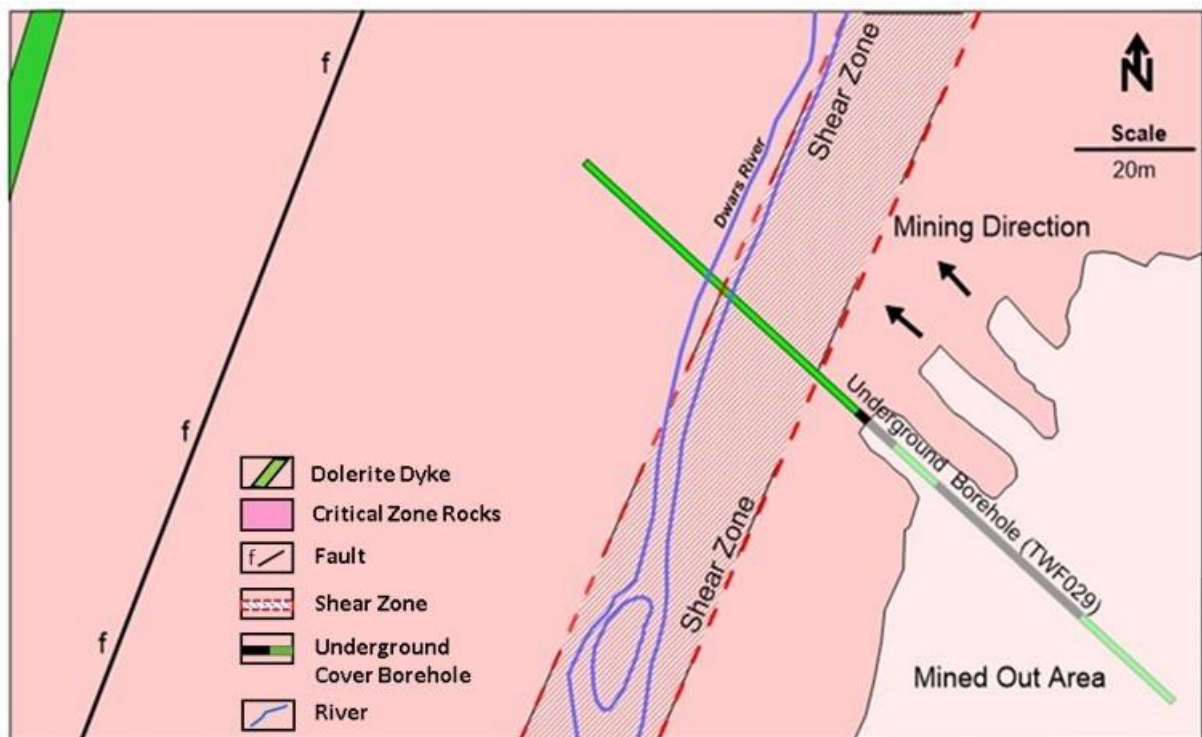 f
Shear Zone
N
Scale
20m
Dwars River
Mining Direction
f
Underground Borehole (TWF029)
Dolerite Dyke
Critical Zone Rocks
f
Fault
Shear Zone
Shear Zone
f
Underground
Cover Borehole
Mined Out Area
River